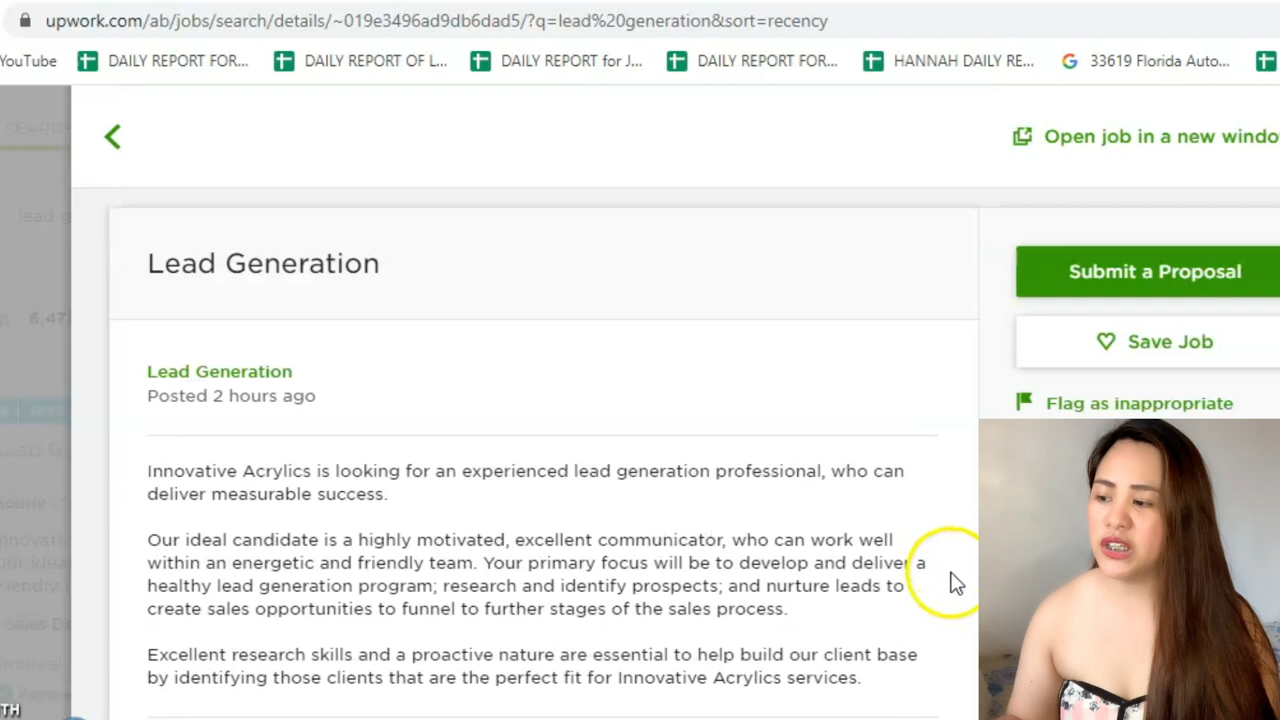 upwork.com/ab/jobs/search/details/~019e3496ad9db6dad5/?q=lead%20generation&sort=recency
YouTube DAILY REPORT FOR... DAILY REPORT OF L... DAILY REPORT for J... DAILY REPORT FOR... HANNAH DAILY RE... 33619 Florida Auto...
Open job in a new windo
Lead Generation
Submit a Proposal
Save Job
Flag as inappropriate
Lead Generation
Posted 2 hours ago
Innovative Acrylics is looking for an experienced lead generation professional, who can
deliver measurable success.
Our ideal candidate is a highly motivated, excellent communicator, who can work well
within an energetic and friendly team. Your primary focus will be to develop and deliver a
healthy lead generation program; research and identify prospects; and nurture leads to
create sales opportunities to funnel to further stages of the sales process.
Excellent research skills and a proactive nature are essential to help build our client base
by identifying those clients that are the perfect fit for Innovative Acrylics services.
TH